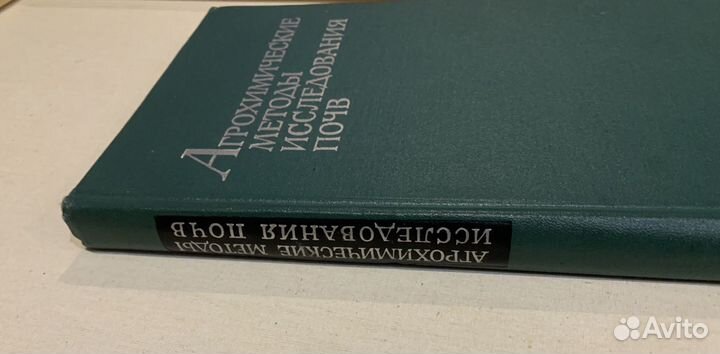 Агрохимические
методы
исследования
почв
АГРОХИМИЧЕСКИЕ МЕТОДЫ
ИССЛЕДОВАНИЯ ПОЧВ
Avito